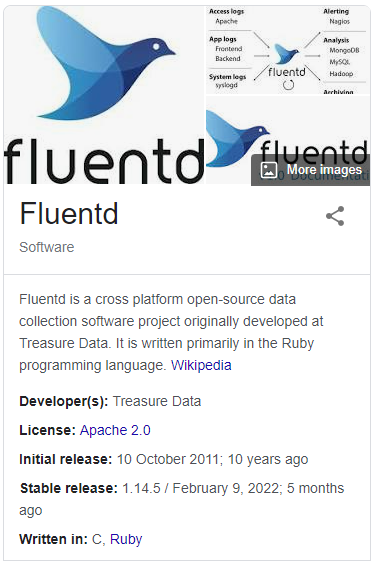 Access logs
Apache
App logs
Frontend
Backend
System logs
syslogd
fluentd
Alerting
Nagios
Analysis
MongoDB
MySQL
Hadoop
Archiving
fluentd
fluentd
Documentation
More images
Fluentd
Software
Fluentd is a cross platform open-source data
collection software project originally developed at
Treasure Data. It is written primarily in the Ruby
programming language. Wikipedia
Developer(s): Treasure Data
License: Apache 2.0
Initial release: 10 October 2011; 10 years ago
Stable release: 1.14.5 / February 9, 2022; 5 months
ago
Written in: C, Ruby